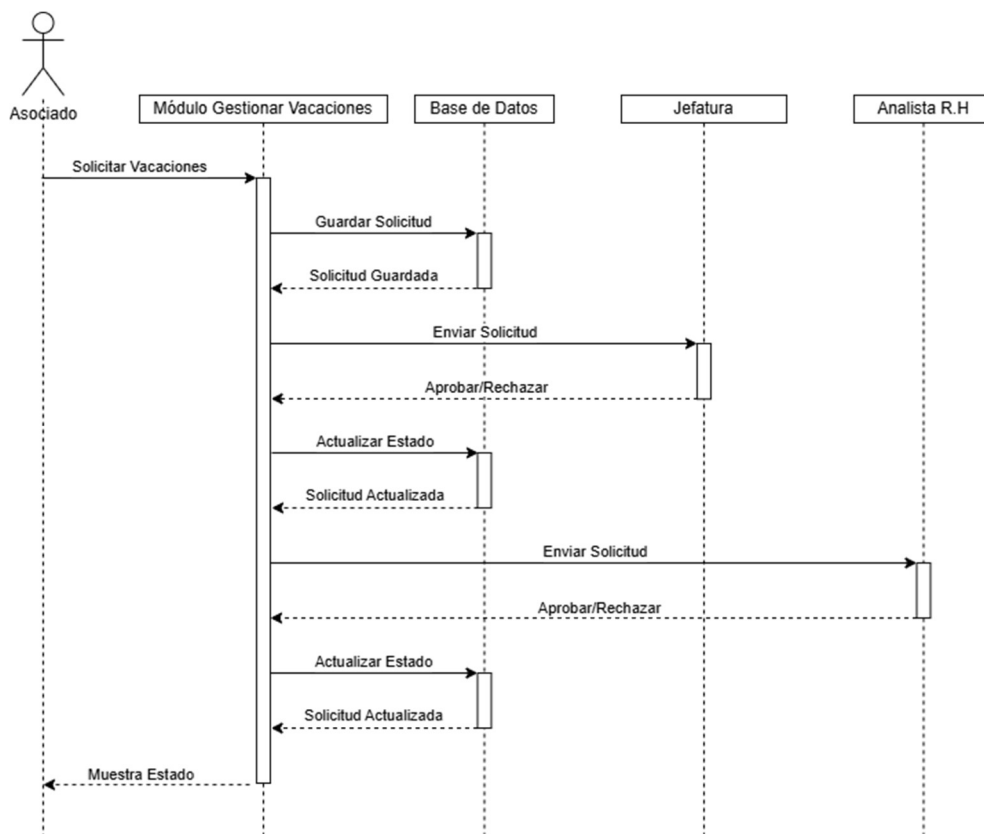 Asociado
Módulo Gestionar Vacaciones
Base de Datos
Jefatura
Analista R.H
Solicitar Vacaciones
Guardar Solicitud
Solicitud Guardada
Enviar Solicitud
Aprobar/Rechazar
Actualizar Estado
Solicitud Actualizada
Enviar Solicitud
Aprobar/Rechazar
Actualizar Estado
Solicitud Actualizada
Muestra Estado